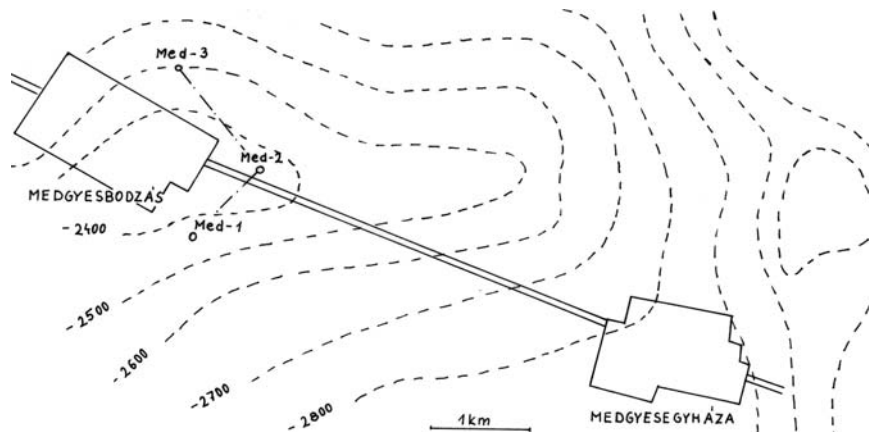 Med-3
Med-2
MEDGYESBODZÁS
Med-1
-2400
-2500
-2600
-2700
-2800
1km
MEDGYESEGYHÁZA